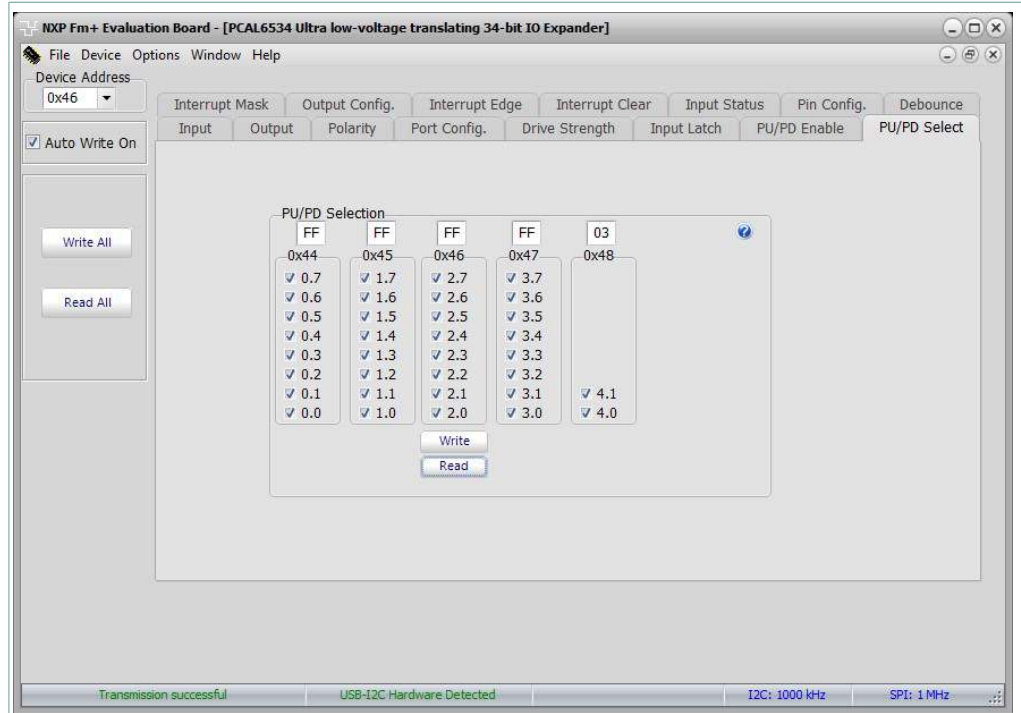 NXP Fm+ Evaluation Board - [PCAL6534 Ultra low-voltage translating 34-bit IO Expander]
File Device Options Window Help
Device Address
0x46
Auto Write On
Write All
Read All
Interrupt Mask Output Config. Interrupt Edge Interrupt Clear Input Status Pin Config. Debounce
Input Output Polarity Port Config. Drive Strength Input Latch PU/PD Enable PU/PD Select
PU/PD Selection
FF FF FF FF 03
0x44 0x45 0x46 0x47 0x48
0.7 1.7 2.7 3.7
0.6 1.6 2.6 3.6
0.5 1.5 2.5 3.5
0.4 1.4 2.4 3.4
0.3 1.3 2.3 3.3
0.2 1.2 2.2 3.2
0.1 1.1 2.1 3.1 4.1
0.0 1.0 2.0 3.0 4.0
Write
Read
Transmission successful USB-I2C Hardware Detected I2C: 1000 kHz SPI: 1 MHz